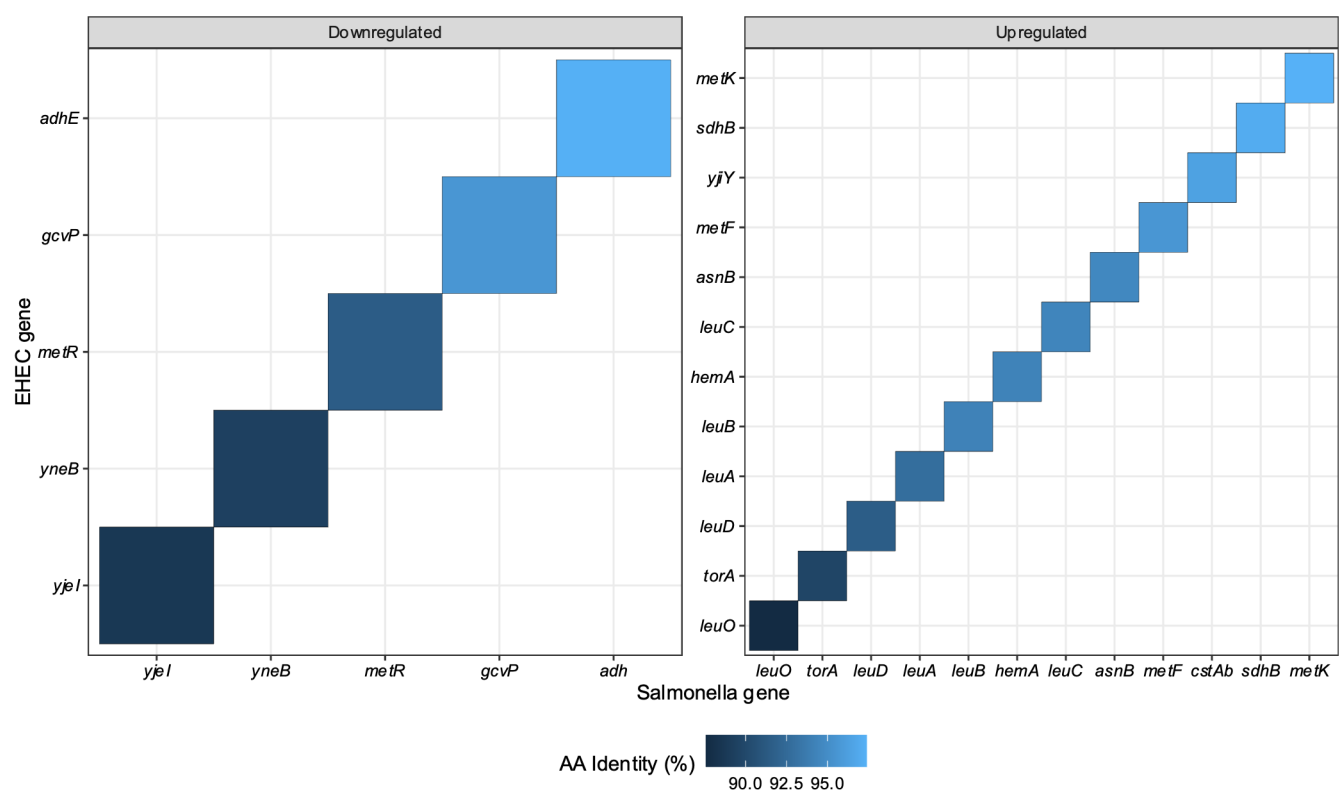 Downregulated
Upregulated
EHEC gene
adhE
gcvP
metR
yneB
yjeI
metK
sdhB
yjiY
metF
asnB
leuC
hemA
leuB
leuA
leuD
torA
leuO
yjeI yneB metR gcvP adh
leuO torA leuD leuA leuB hemA leuC asnB metF cstAb sdhB metK
Salmonella gene
AA Identity (%)
90.0 92.5 95.0